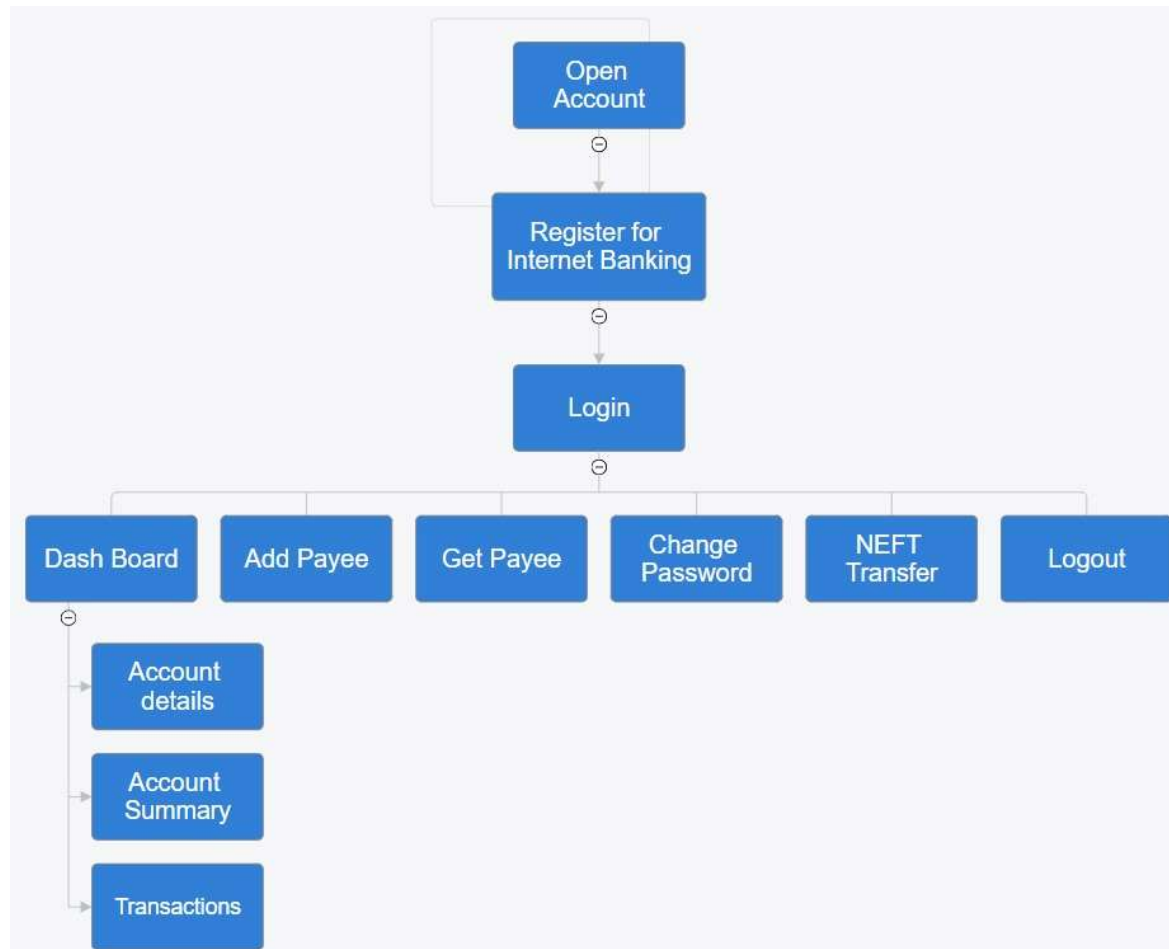 Open
Account
Register for
Internet Banking
Login
Dash Board
Add Payee
Get Payee
Change
Password
NEFT
Transfer
Logout
Account
details
Account
Summary
Transactions